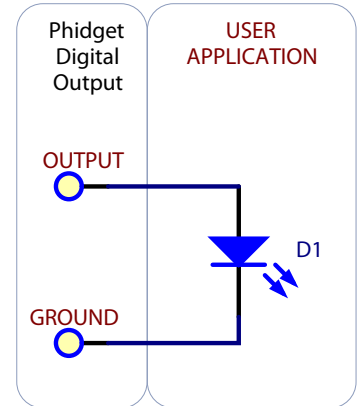 Phidget
Digital
Output
USER
APPLICATION
OUTPUT
D1
GROUND